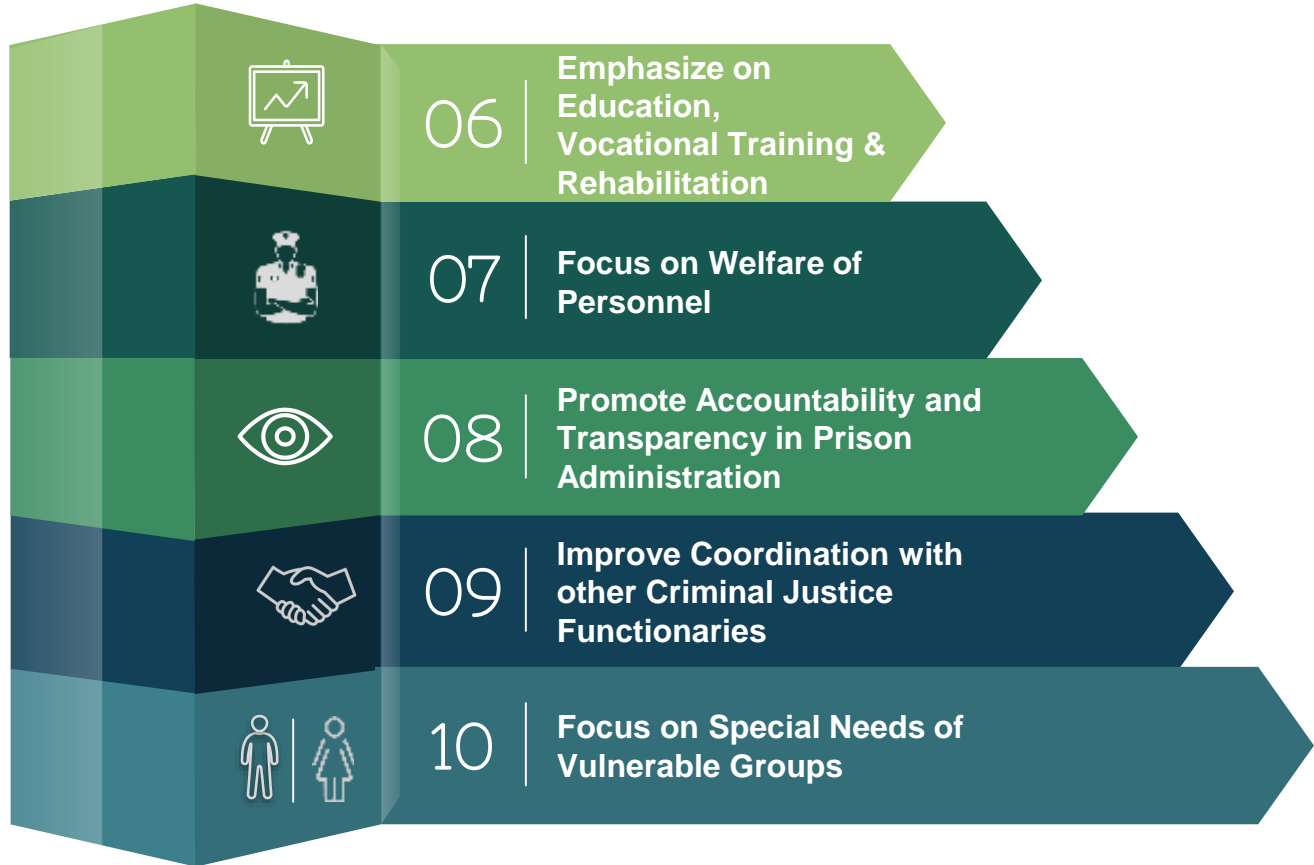 06
Emphasize on
Education,
Vocational Training &
Rehabilitation
07
Focus on Welfare of
Personnel
08
Promote Accountability and
Transparency in Prison
Administration
09
Improve Coordination with
other Criminal Justice
Functionaries
10
Focus on Special Needs of
Vulnerable Groups